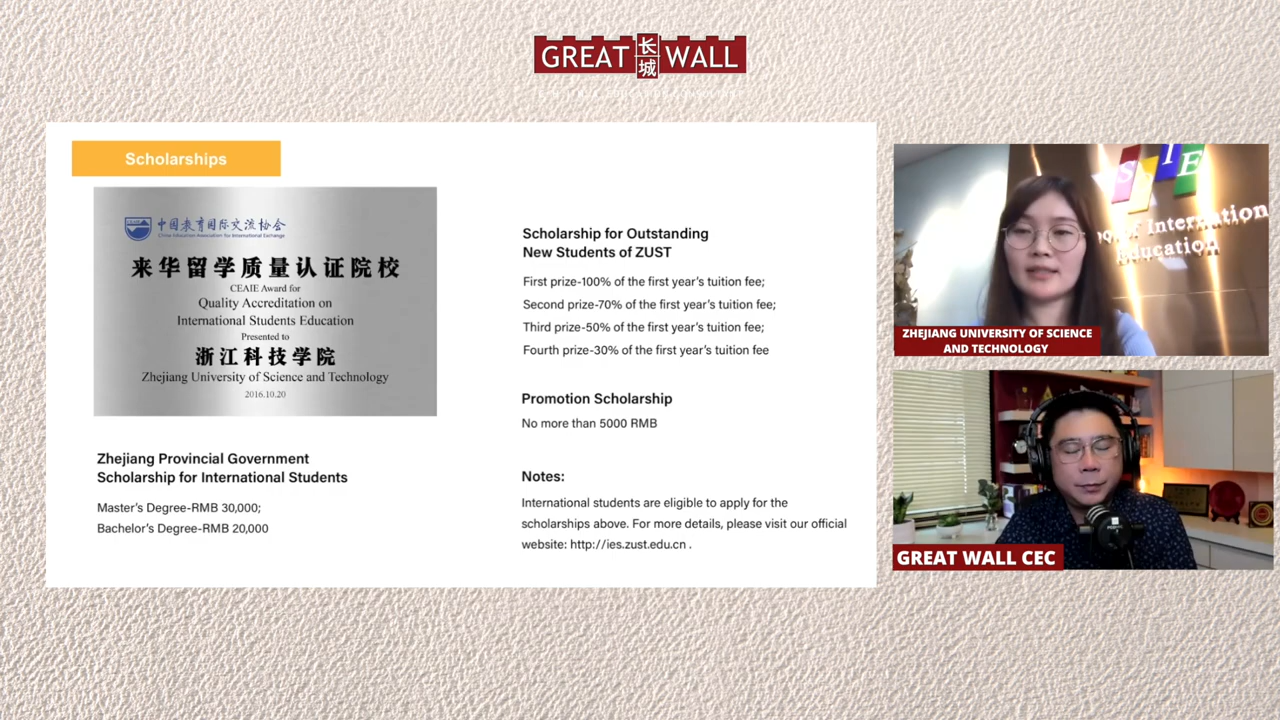 GREAT 长城 WALL
Scholarships
中国教育国际交流协会
China Education Association for International Exchange
来华留学质量认证院校
CEAIE Award for
Quality Accreditation on
International Students Education
Presented to
浙江科技学院
Zhejiang University of Science and Technology
2016.10.20
Zhejiang Provincial Government
Scholarship for International Students
Master's Degree-RMB 30,000;
Bachelor's Degree-RMB 20,000
Scholarship for Outstanding
New Students of ZUST
First prize-100% of the first year's tuition fee;
Second prize-70% of the first year's tuition fee;
Third prize-50% of the first year's tuition fee;
Fourth prize-30% of the first year's tuition fee
Promotion Scholarship
No more than 5000 RMB
Notes:
International students are eligible to apply for the
scholarships above. For more details, please visit our official
website: http://ies.zust.edu.cn .
S I E
Education
ZHEJIANG UNIVERSITY OF SCIENCE
AND TECHNOLOGY
GREAT WALL CEC